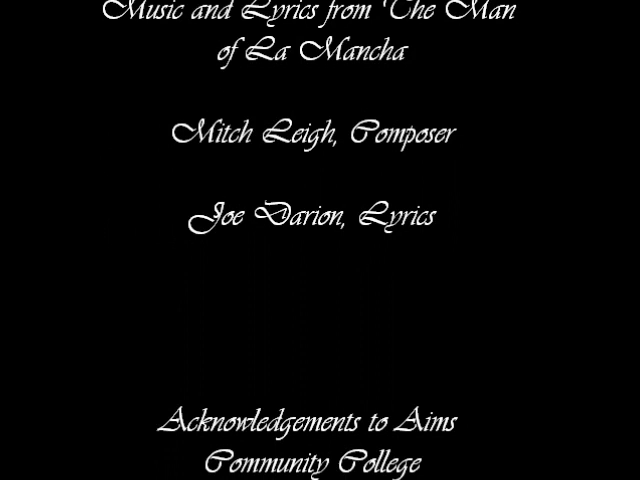 Music and Lyrics from The Man
of La Mancha
Mitch Leigh, Composer
Joe Darion, Lyrics
Acknowledgements to Aims
Community College